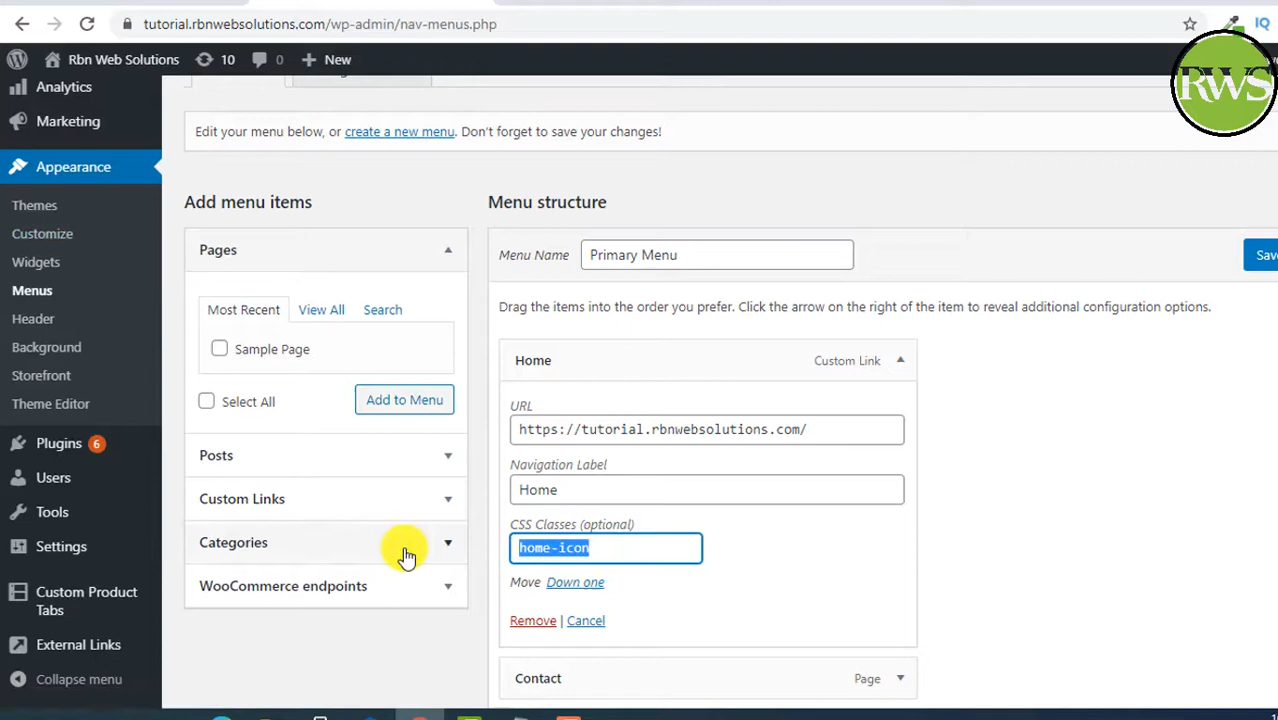 tutorial.rbnwebsolutions.com/wp-admin/nav-menus.php
IQ
Rbn Web Solutions 10 0 New
RWS
Analytics
Marketing
Appearance
Themes
Customize
Widgets
Menus
Header
Background
Storefront
Theme Editor
Plugins 6
Users
Tools
Settings
Custom Product
Tabs
External Links
Collapse menu
Edit your menu below, or create a new menu. Don't forget to save your changes!
Add menu items
Pages
Most Recent View All Search
Sample Page
Select All Add to Menu
Posts
Custom Links
Categories
WooCommerce endpoints
Menu structure
Menu Name Primary Menu
Drag the items into the order you prefer. Click the arrow on the right of the item to reveal additional configuration options.
Home Custom Link
URL
https://tutorial.rbnwebsolutions.com/
Navigation Label
Home
CSS Classes (optional)
home-icon
Move Down one
Remove | Cancel
Contact Page